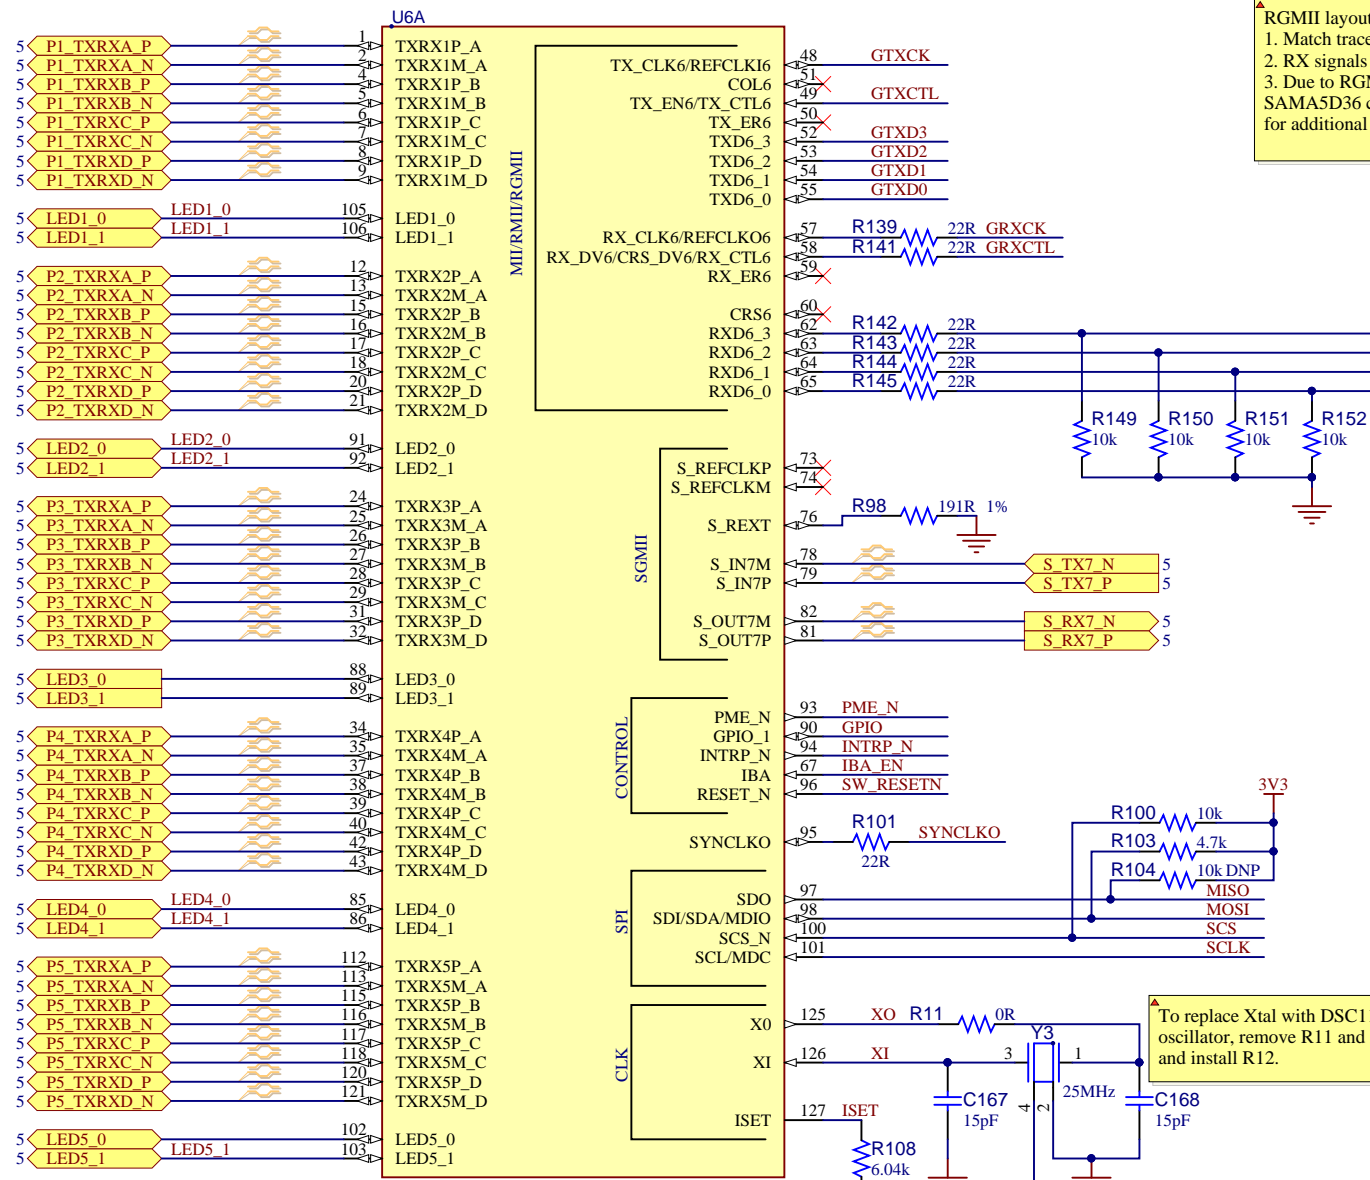 U6A
5 P1_TXRXA_P 1 TXRX1P_A
5 P1_TXRXA_N 2 TXRX1M_A
5 P1_TXRXB_P 4 TXRX1P_B
5 P1_TXRXB_N 5 TXRX1M_B
5 P1_TXRXC_P 6 TXRX1P_C
5 P1_TXRXC_N 7 TXRX1M_C
5 P1_TXRXD_P 8 TXRX1P_D
5 P1_TXRXD_N 9 TXRX1M_D
5 LED1_0 LED1_0 105 LED1_0
5 LED1_1 LED1_1 106 LED1_1
5 P2_TXRXA_P 12 TXRX2P_A
5 P2_TXRXA_N 13 TXRX2M_A
5 P2_TXRXB_P 15 TXRX2P_B
5 P2_TXRXB_N 16 TXRX2M_B
5 P2_TXRXC_P 17 TXRX2P_C
5 P2_TXRXC_N 18 TXRX2M_C
5 P2_TXRXD_P 20 TXRX2P_D
5 P2_TXRXD_N 21 TXRX2M_D
5 LED2_0 LED2_0 91 LED2_0
5 LED2_1 LED2_1 92 LED2_1
5 P3_TXRXA_P 24 TXRX3P_A
5 P3_TXRXA_N 25 TXRX3M_A
5 P3_TXRXB_P 26 TXRX3P_B
5 P3_TXRXB_N 27 TXRX3M_B
5 P3_TXRXC_P 28 TXRX3P_C
5 P3_TXRXC_N 29 TXRX3M_C
5 P3_TXRXD_P 31 TXRX3P_D
5 P3_TXRXD_N 32 TXRX3M_D
5 LED3_0 88 LED3_0
5 LED3_1 89 LED3_1
5 P4_TXRXA_P 34 TXRX4P_A
5 P4_TXRXA_N 35 TXRX4M_A
5 P4_TXRXB_P 37 TXRX4P_B
5 P4_TXRXB_N 38 TXRX4M_B
5 P4_TXRXC_P 39 TXRX4P_C
5 P4_TXRXC_N 40 TXRX4M_C
5 P4_TXRXD_P 42 TXRX4P_D
5 P4_TXRXD_N 43 TXRX4M_D
5 LED4_0 LED4_0 85 LED4_0
5 LED4_1 LED4_1 86 LED4_1
5 P5_TXRXA_P 112 TXRX5P_A
5 P5_TXRXA_N 113 TXRX5M_A
5 P5_TXRXB_P 115 TXRX5P_B
5 P5_TXRXB_N 116 TXRX5M_B
5 P5_TXRXC_P 117 TXRX5P_C
5 P5_TXRXC_N 118 TXRX5M_C
5 P5_TXRXD_P 120 TXRX5P_D
5 P5_TXRXD_N 121 TXRX5M_D
5 LED5_0 102 LED5_0
5 LED5_1 LED5_1 103 LED5_1
MII/RMII/RGMII
TX_CLK6/REFCLKI6 48 GTXCK
COL6 51
TX_EN6/TX_CTL6 49 GTXCTL
TX_ER6 50
TXD6_3 52 GTXD3
TXD6_2 53 GTXD2
TXD6_1 54 GTXD1
TXD6_0 55 GTXD0
RX_CLK6/REFCLKO6 57 R139 22R GRXCK
RX_DV6/CRS_DV6/RX_CTL6 58 R141 22R GRXCTL
RX_ER6 59
CRS6 60
RXD6_3 62 R142 22R
RXD6_2 63 R143 22R
RXD6_1 64 R144 22R
RXD6_0 65 R145 22R
R149 R150 R151 R152
10k 10k 10k 10k
SGMII
S_REFCLKP 73
S_REFCLKM 74
S_REXT 76 R98 191R 1%
S_IN7M 78 S_TX7_N 5
S_IN7P 79 S_TX7_P 5
S_OUT7M 82 S_RX7_N 5
S_OUT7P 81 S_RX7_P 5
CONTROL
PME_N 93 PME_N
GPIO_1 90 GPIO
INTRP_N 94 INTRP_N
IBA 67 IBA_EN
RESET_N 96 SW_RESETN
SYNCLKO 95 R101 SYNCLKO
22R
3V3
R100 10k
R103 4.7k
R104 10k DNP
SPI
SDO 97 MISO
SDI/SDA/MDIO 98 MOSI
SCS_N 100 SCS
SCL/MDC 101 SCLK
CLK
X0 125 XO R11 0R
XI 126 XI 3 Y3 1
25MHz
4 2
C167
15pF
C168
15pF
ISET 127 ISET
R108
6.04k
RGMII layout
1. Match trace
2. RX signals
3. Due to RGM
SAMA5D36
for additional
To replace Xtal with DSC1
oscillator, remove R11 and
and install R12.